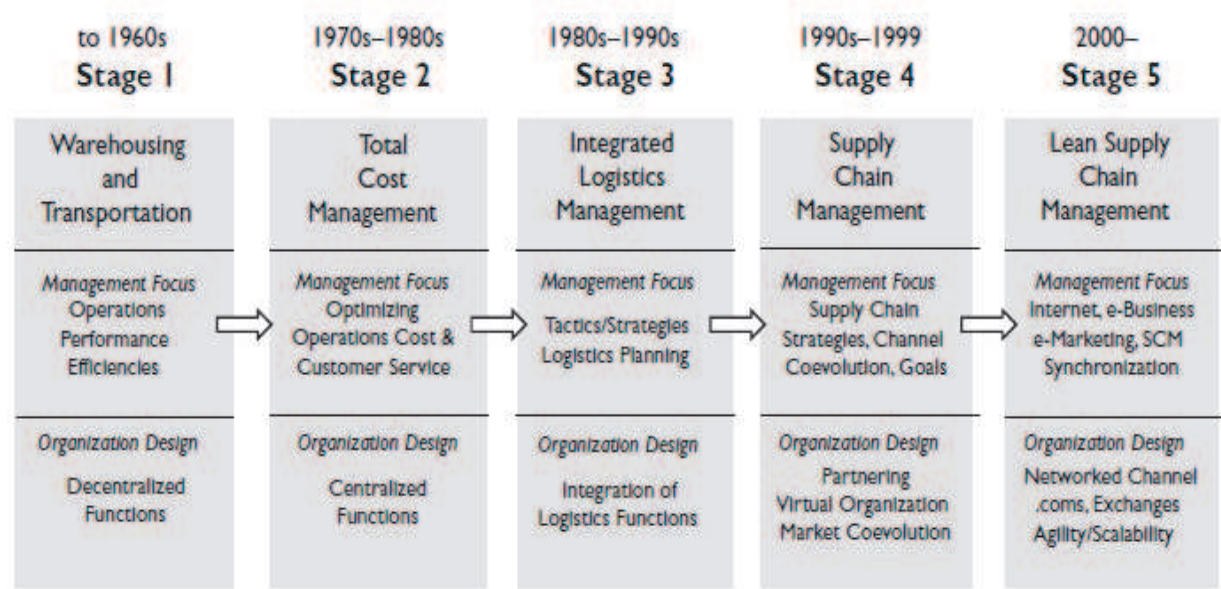 to 1960s
Stage 1
Warehousing
and
Transportation
Management Focus
Operations
Performance
Efficiencies
Organization Design
Decentralized
Functions
1970s–1980s
Stage 2
Total
Cost
Management
Management Focus
Optimizing
Operations Cost &
Customer Service
Organization Design
Centralized
Functions
1980s–1990s
Stage 3
Integrated
Logistics
Management
Management Focus
Tactics/Strategies
Logistics Planning
Organization Design
Integration of
Logistics Functions
1990s–1999
Stage 4
Supply
Chain
Management
Management Focus
Supply Chain
Strategies, Channel
Coevolution, Goals
Organization Design
Partnering
Virtual Organization
Market Coevolution
2000–
Stage 5
Lean Supply
Chain
Management
Management Focus
Internet, e-Business
e-Marketing, SCM
Synchronization
Organization Design
Networked Channel
.coms, Exchanges
Agility/Scalability